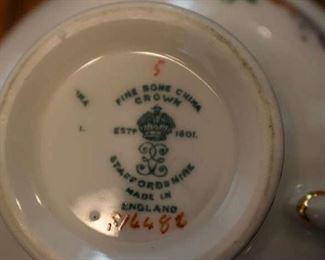 5
FINE BONE CHINA
CROWN
ESTD 1801.
STAFFORDSHIRE
MADE IN
ENGLAND